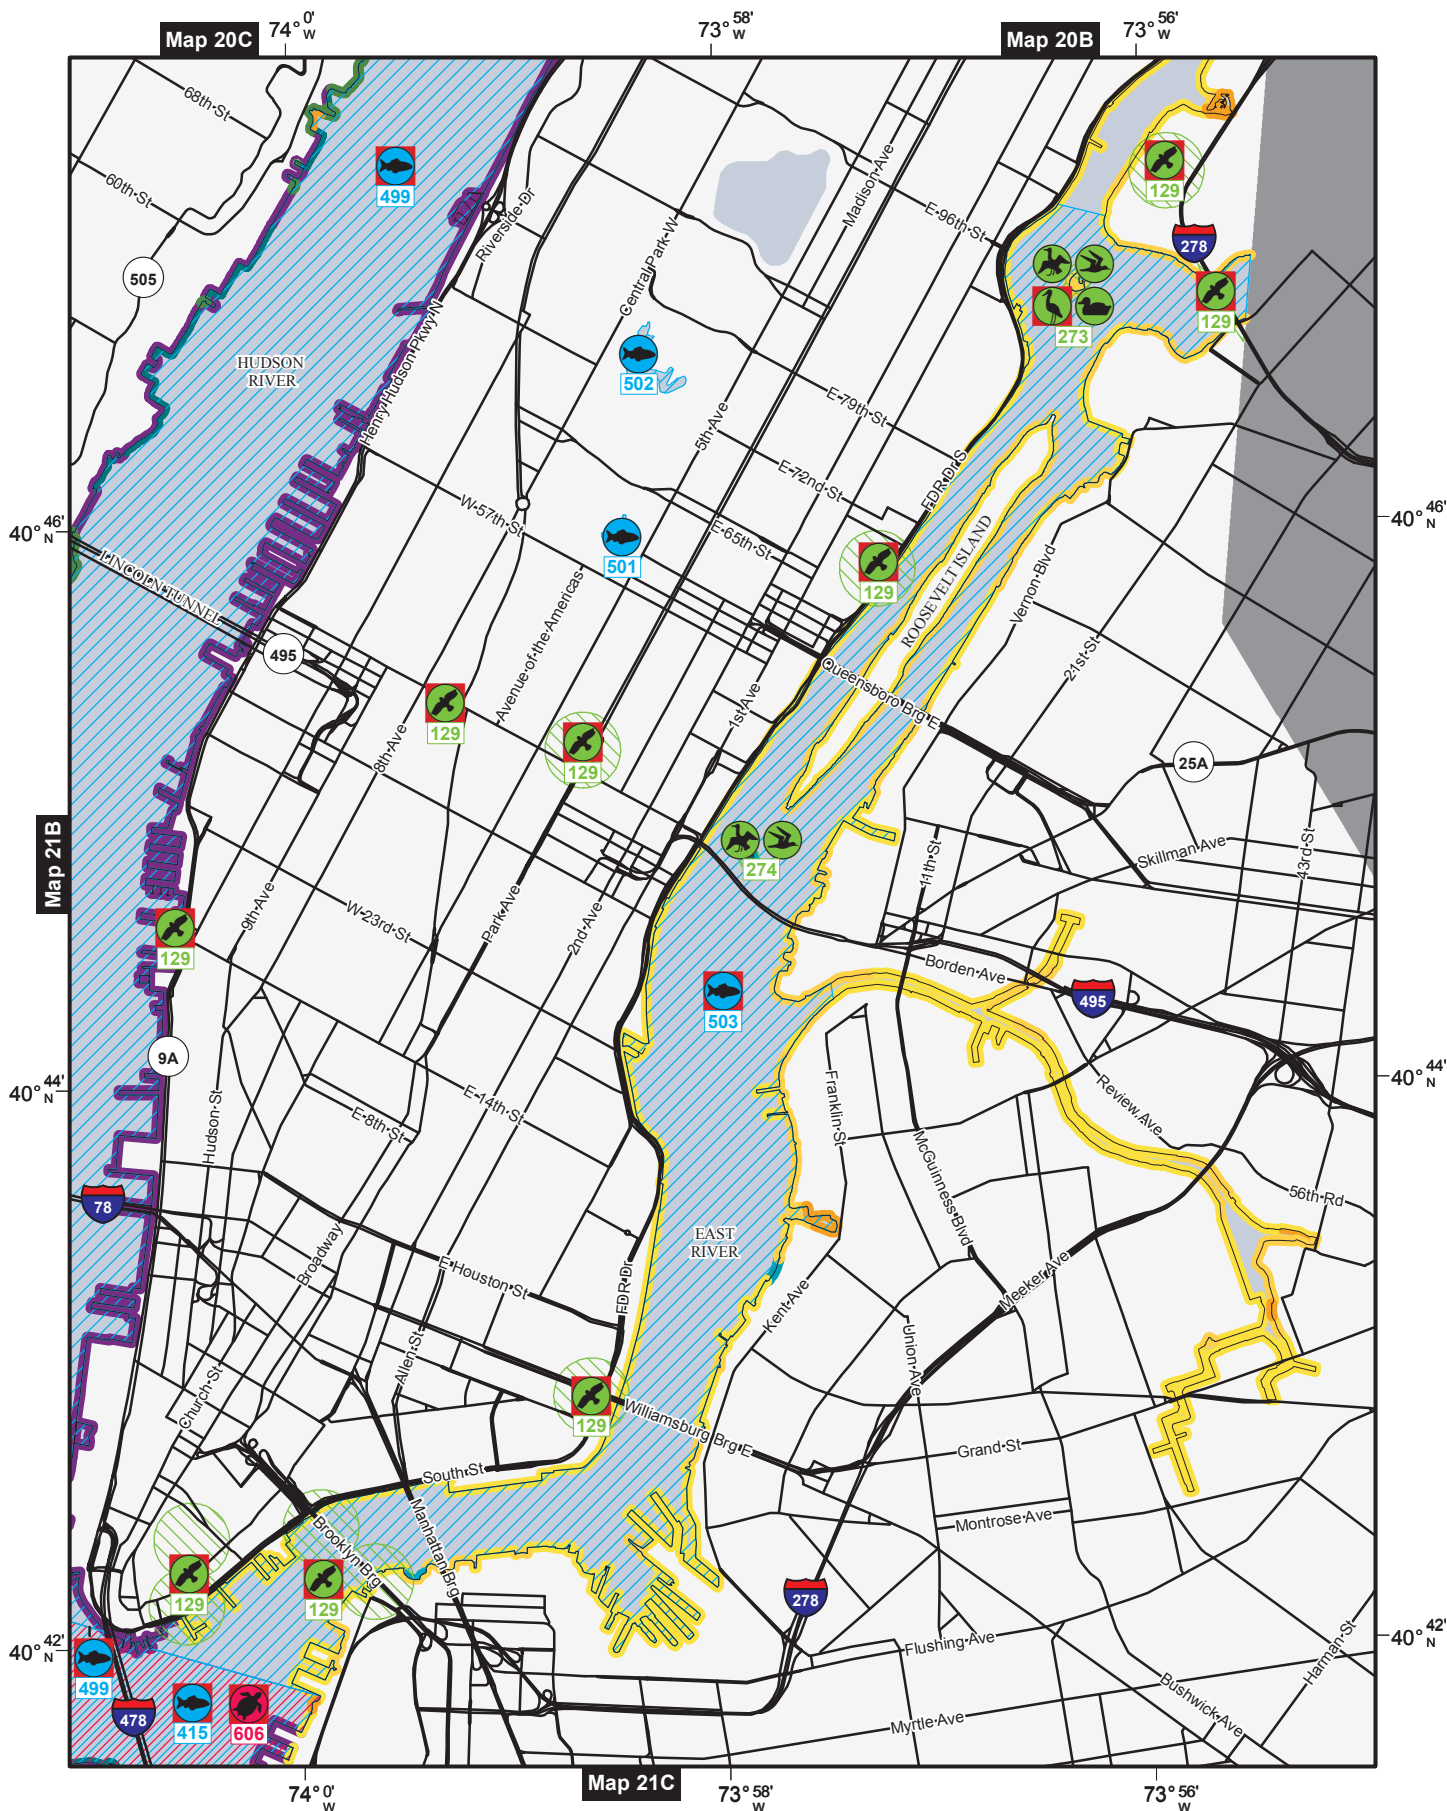 74° 0' W
73° 58' W
73° 56' W
Map 20C
Map 20B
68th St
60th St
499
505
Riverside Dr
Central Park W
Madison Ave
E 96th St
129
278
129
273
HUDSON
RIVER
Henry Hudson Pkwy N
502
5th Ave
E 79th St
E 72nd St
FDR Dr S
W 57th St
E 65th St
501
40° 46' N
40° 46' N
LINCOLN TUNNEL
495
Avenue of the Americas
129
ROOSEVELT ISLAND
Vernon Blvd
21st St
Queensboro Brg E
1st Ave
129
8th Ave
129
25A
Map 21B
274
11th St
Skillman Ave
43rd St
9th Ave
W 23rd St
Park Ave
2nd Ave
129
Borden Ave
495
503
9A
40° 44' N
40° 44' N
Hudson St
E 8th St
E 14th St
Franklin St
McGuinness Blvd
Review Ave
56th Rd
78
Broadway
E Houston St
FDR Dr
EAST
RIVER
Kent Ave
Meeker Ave
Union Ave
Church St
Allen St
129
Williamsburg Brg E
Grand St
South St
Manhattan Brg
Brooklyn Brg
Montrose Ave
129
129
278
Flushing Ave
Harman St
40° 42' N
40° 42' N
499
478
415
606
Bushwick Ave
Myrtle Ave
Map 21C
74° 0' W
73° 58' W
73° 56' W